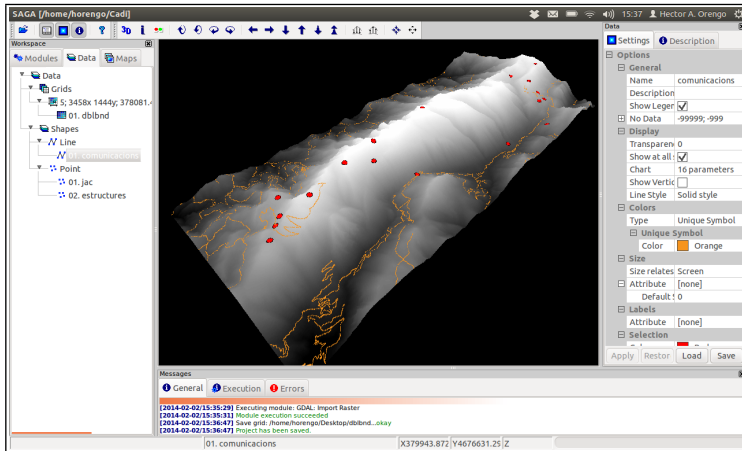 SAGA [/home/horengo/Cadi]
15:37 Hector A. Orengo
3D
Workspace
Modules Data Maps
Data
Grids
5; 3458x 1444y; 378081.4
01. dblbnd
Shapes
Line
01. comunicacions
Point
01. jac
02. estructures
Data
Settings Description
Options
General
Name comunicacions
Description
Show Leger
No Data -99999; -999
Display
Transparen 0
Show at all s
Chart 16 parameters
Show Vertic
Line Style Solid style
Colors
Type Unique Symbol
Unique Symbol
Color Orange
Size
Size relates Screen
Attribute [none]
Default S 0
Labels
Attribute [none]
Selection
Apply Restor Load Save
Messages
General Execution Errors
[2014-02-02/15:35:29] Executing module: GDAL: Import Raster
[2014-02-02/15:35:31] Module execution succeeded
[2014-02-02/15:36:47] Save grid: /home/horengo/Desktop/dblbnd...okay
[2014-02-02/15:36:47] Project has been saved.
01. comunicacions X379943.872 Y4676631.25 Z